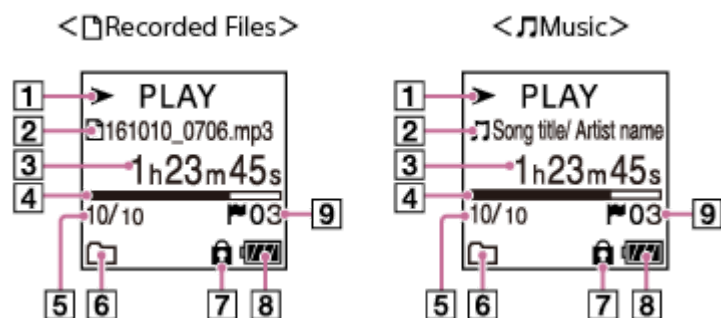 <Recorded Files>
1 PLAY
2 161010_0706.mp3
3 1h23m45s
4
10/10 03 9
5 6 7 8
<Music>
1 PLAY
2 Song title/ Artist name
3 1h23m45s
4
10/10 03 9
5 6 7 8